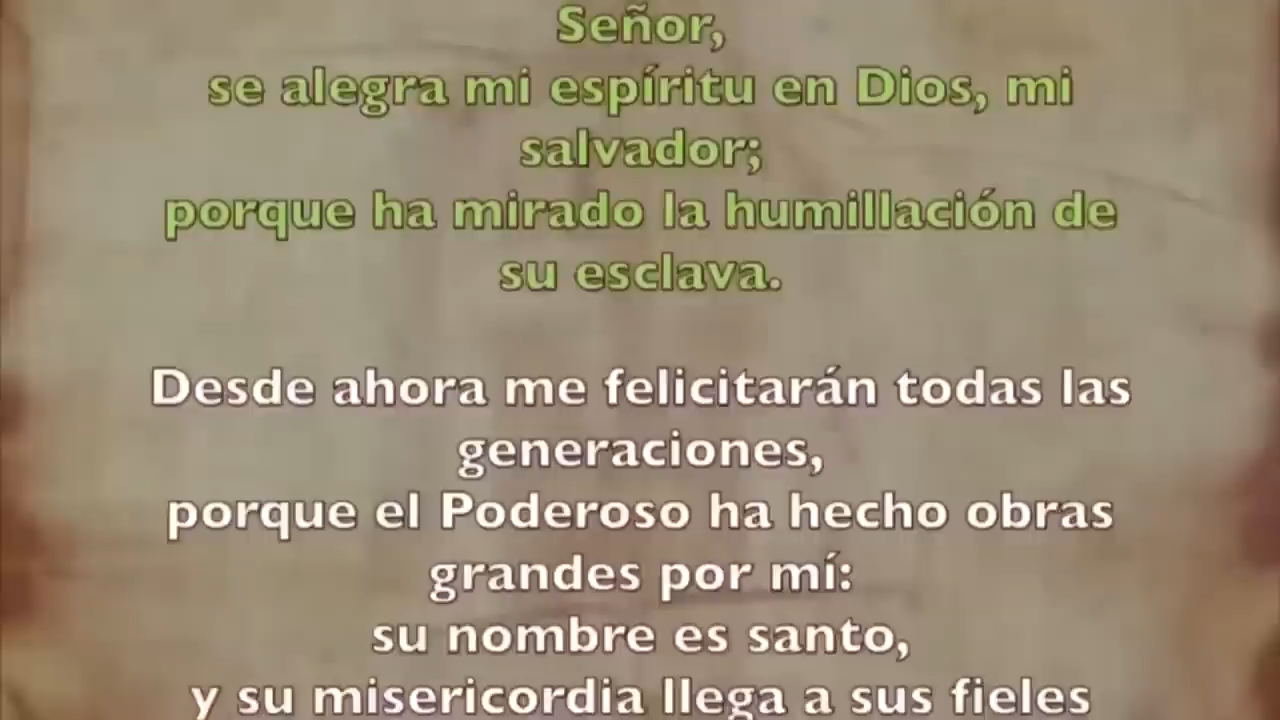 Señor,
se alegra mi espíritu en Dios, mi
salvador;
porque ha mirado la humillación de
su esclava.
Desde ahora me felicitarán todas las
generaciones,
porque el Poderoso ha hecho obras
grandes por mí:
su nombre es santo,
y su misericordia llega a sus fieles